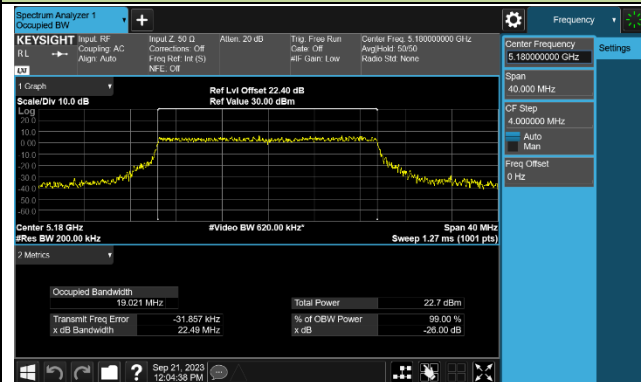 Spectrum Analyzer 1
Occupied BW
Frequency
KEYSIGHT
RL
LXI
Input: RF
Coupling: AC
Align: Auto
Input Z: 50 Ω
Corrections: Off
Freq Ref: Int (S)
NFE: Off
Atten: 20 dB
Trig: Free Run
Gate: Off
#IF Gain: Low
Center Freq: 5.180000000 GHz
Avg|Hold: 50/50
Radio Std: None
Center Frequency
5.180000000 GHz
Settings
Span
40.000 MHz
CF Step
4.000000 MHz
Auto
Man
Freq Offset
0 Hz
1 Graph
Scale/Div 10.0 dB
Ref Lvl Offset 22.40 dB
Ref Value 30.00 dBm
Log
20.0
10.0
0.00
-10.0
-20.0
-30.0
-40.0
-50.0
-60.0
Center 5.18 GHz
#Video BW 620.00 kHz*
Span 40 MHz
#Res BW 200.00 kHz
Sweep 1.27 ms (1001 pts)
2 Metrics
Occupied Bandwidth
19.021 MHz
Total Power 22.7 dBm
Transmit Freq Error -31.857 kHz
% of OBW Power 99.00 %
x dB Bandwidth 22.49 MHz
x dB -26.00 dB
Sep 21, 2023
12:04:38 PM